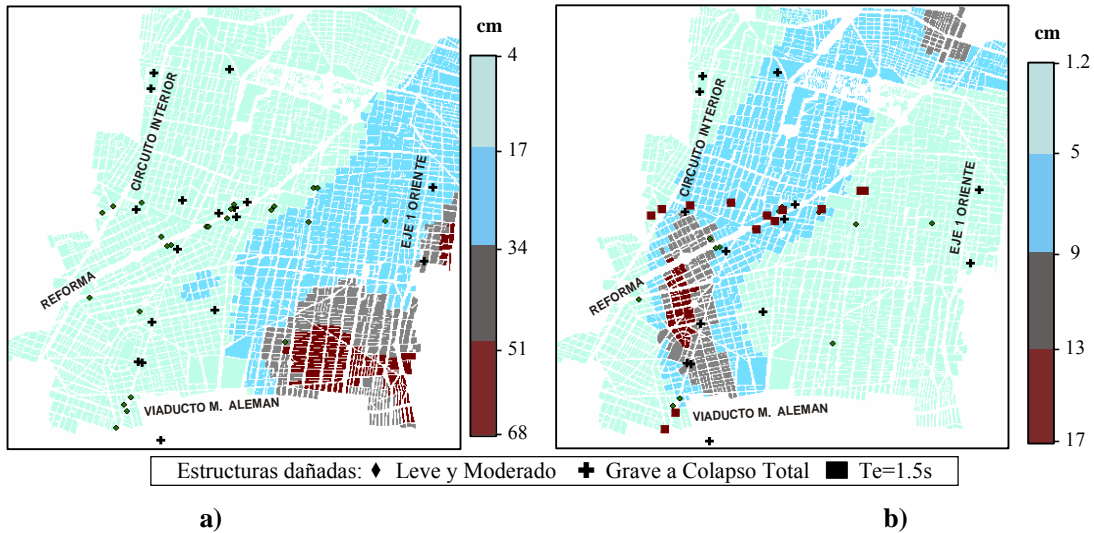 cm
4
17
34
51
68
CIRCUITO INTERIOR
EJE 1 ORIENTE
REFORMA
VIADUCTO M. ALEMAN
cm
1.2
5
9
13
17
CIRCUITO INTERIOR
EJE 1 ORIENTE
REFORMA
VIADUCTO M. ALEMAN
Estructuras dañadas: Leve y Moderado Grave a Colapso Total Te=1.5s
a)
b)